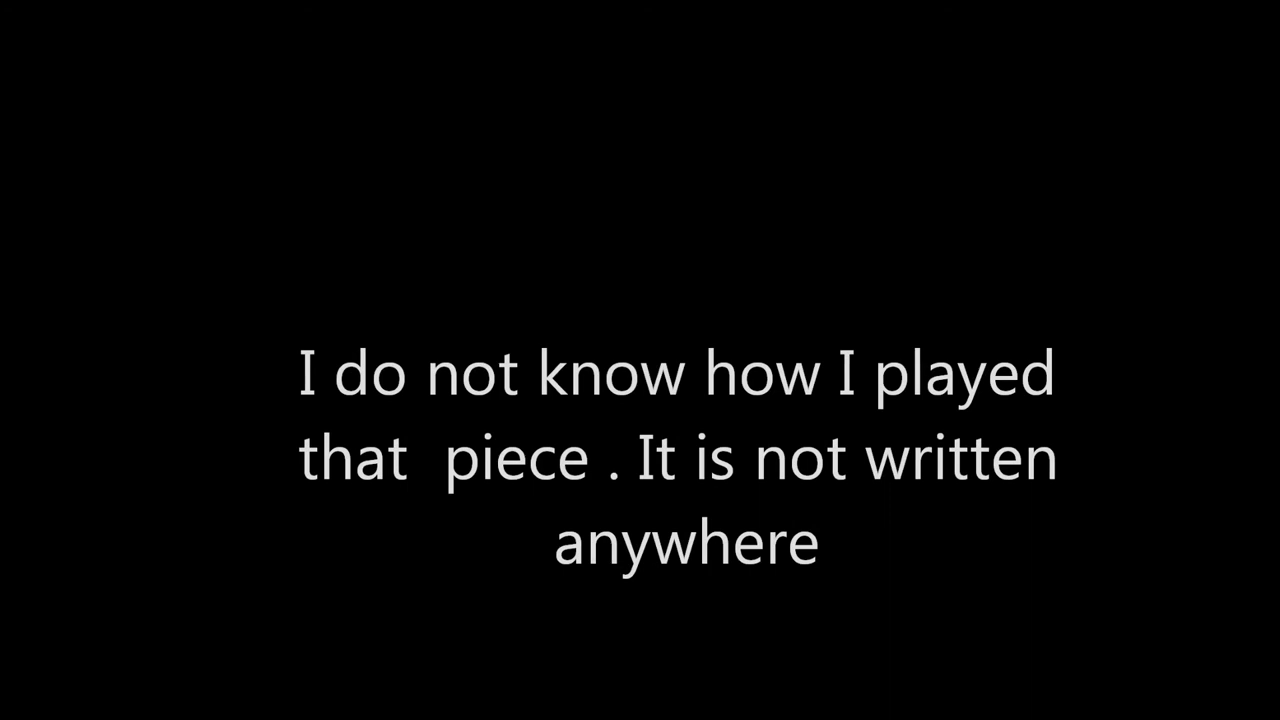 I do not know how I played
that  piece . It is not written
anywhere